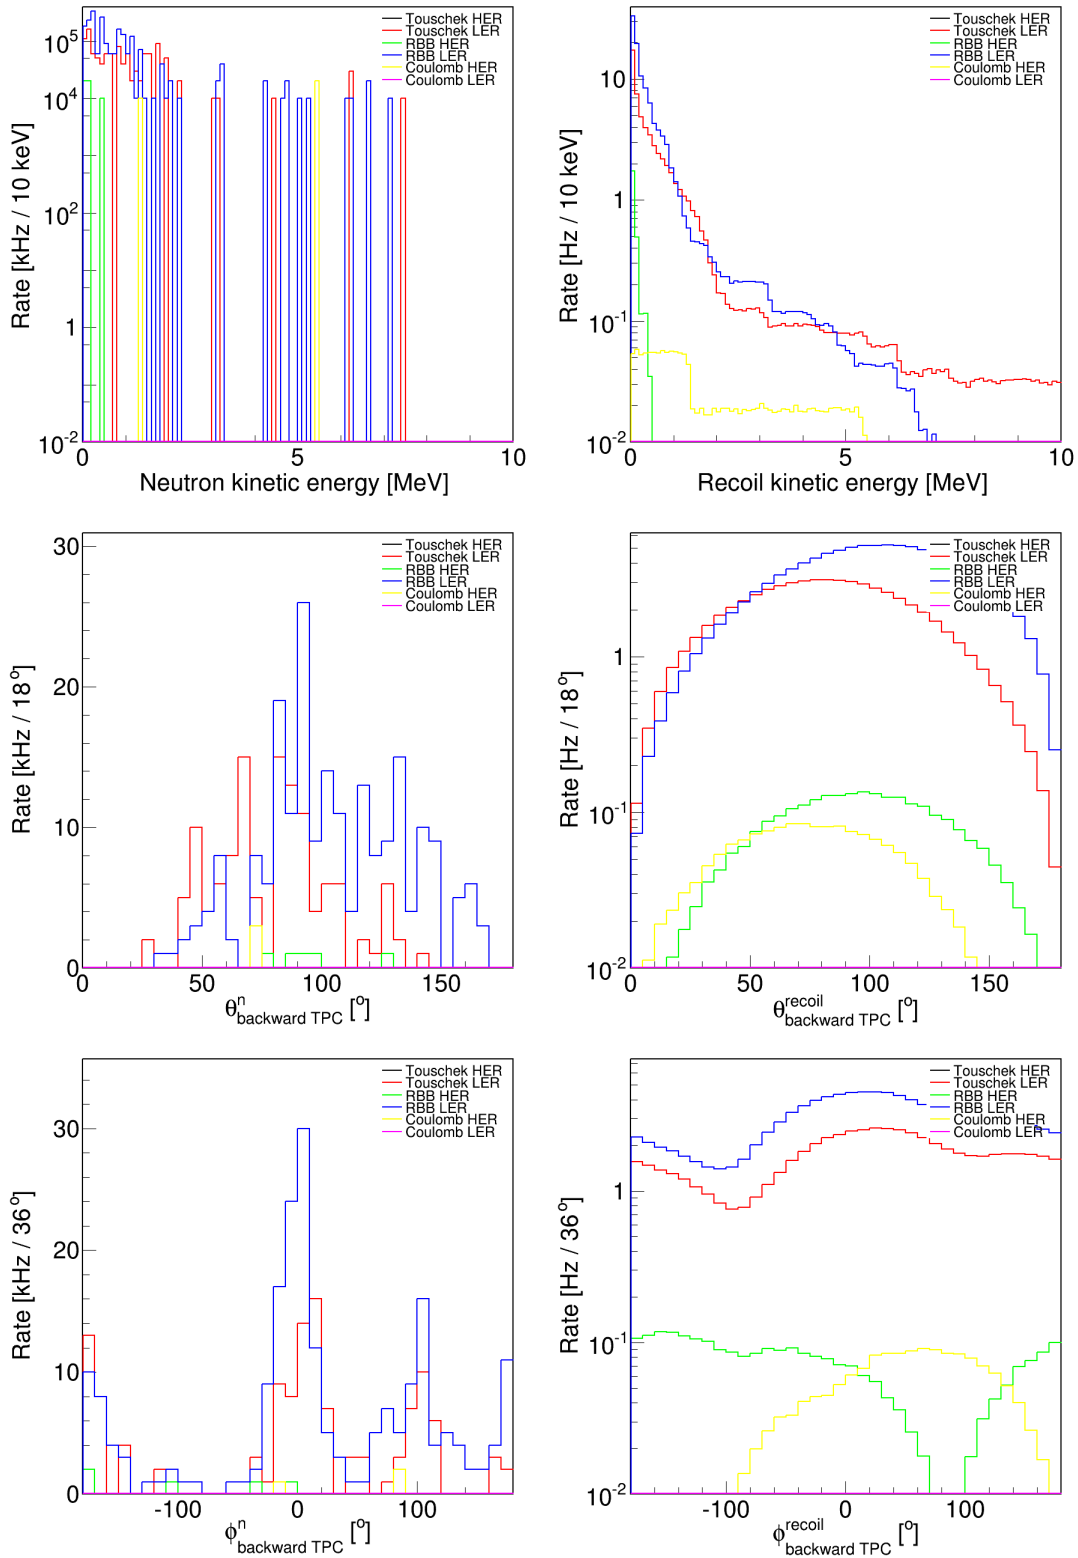 Touschek HER
Touschek LER
RBB HER
RBB LER
Coulomb HER
Coulomb LER
10^5
10^4
10^2
1
10^-2
Rate [kHz / 10 keV]
0 5 10
Neutron kinetic energy [MeV]
Touschek HER
Touschek LER
RBB HER
RBB LER
Coulomb HER
Coulomb LER
10
1
10^-1
10^-2
Rate [Hz / 10 keV]
0 5 10
Recoil kinetic energy [MeV]
Touschek HER
Touschek LER
RBB HER
RBB LER
Coulomb HER
Coulomb LER
30
20
10
0
Rate [kHz / 18°]
0 50 100 150
θ^n_backward TPC [°]
Touschek HER
Touschek LER
RBB HER
RBB LER
Coulomb HER
Coulomb LER
1
10^-1
10^-2
Rate [Hz / 18°]
0 50 100 150
θ^recoil_backward TPC [°]
Touschek HER
Touschek LER
RBB HER
RBB LER
Coulomb HER
Coulomb LER
30
20
10
0
Rate [kHz / 36°]
-100 0 100
ϕ^n_backward TPC [°]
Touschek HER
Touschek LER
RBB HER
RBB LER
Coulomb HER
Coulomb LER
1
10^-1
10^-2
Rate [Hz / 36°]
-100 0 100
ϕ^recoil_backward TPC [°]